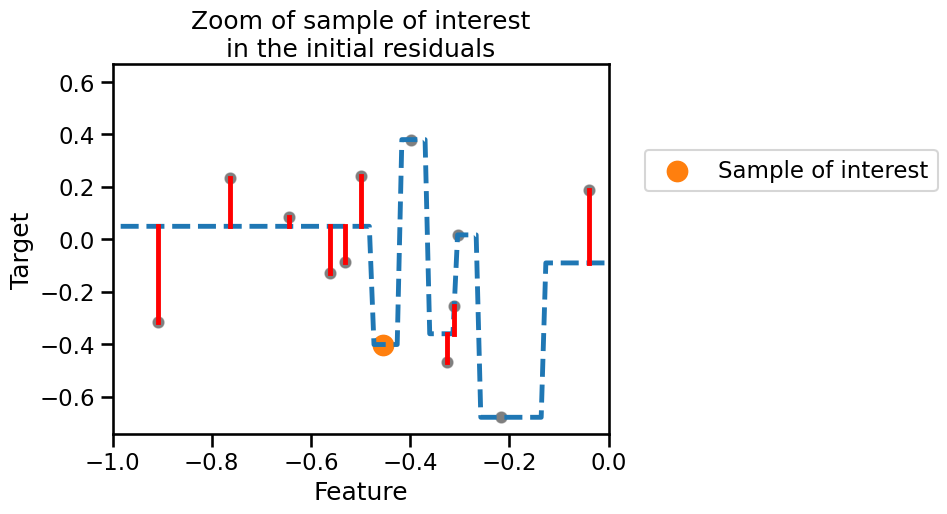 Zoom of sample of interest
in the initial residuals
0.6
0.4
0.2
0.0
−0.2
−0.4
−0.6
Target
−1.0 −0.8 −0.6 −0.4 −0.2 0.0
Feature
Sample of interest